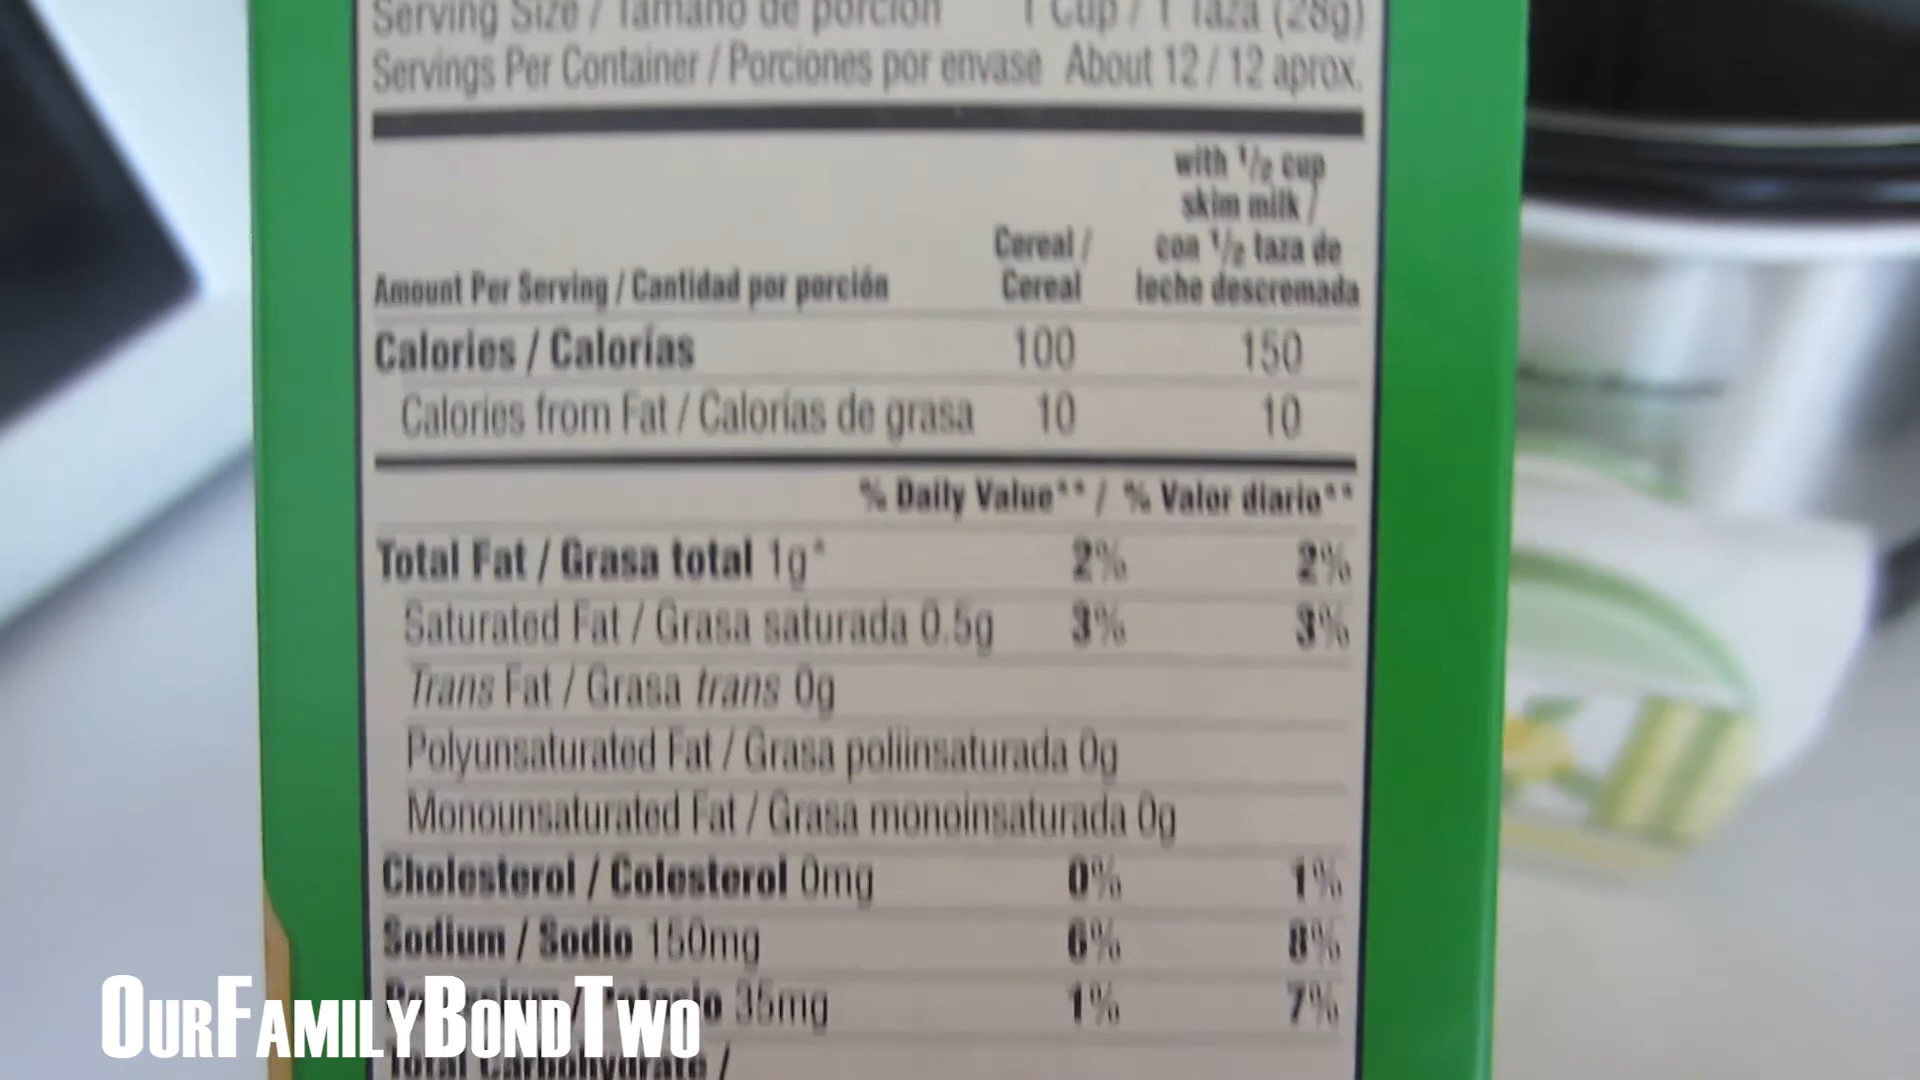 Serving Size / Tamaño de porción 1 Cup / 1 Taza (28g)
Servings Per Container / Porciones por envase About 12 / 12 aprox.
with 1/2 cup
skim milk /
Cereal / con 1/2 taza de
Amount Per Serving / Cantidad por porción Cereal leche descremada
Calories / Calorías 100 150
Calories from Fat / Calorías de grasa 10 10
% Daily Value** / % Valor diario**
Total Fat / Grasa total 1g* 2% 2%
Saturated Fat / Grasa saturada 0.5g 3% 3%
Trans Fat / Grasa trans 0g
Polyunsaturated Fat / Grasa poliinsaturada 0g
Monounsaturated Fat / Grasa monoinsaturada 0g
Cholesterol / Colesterol 0mg 0% 1%
Sodium / Sodio 150mg 6% 8%
Potassium / Potasio 35mg 1% 7%
OurFamilyBondTwo
Total Carbohydrate /